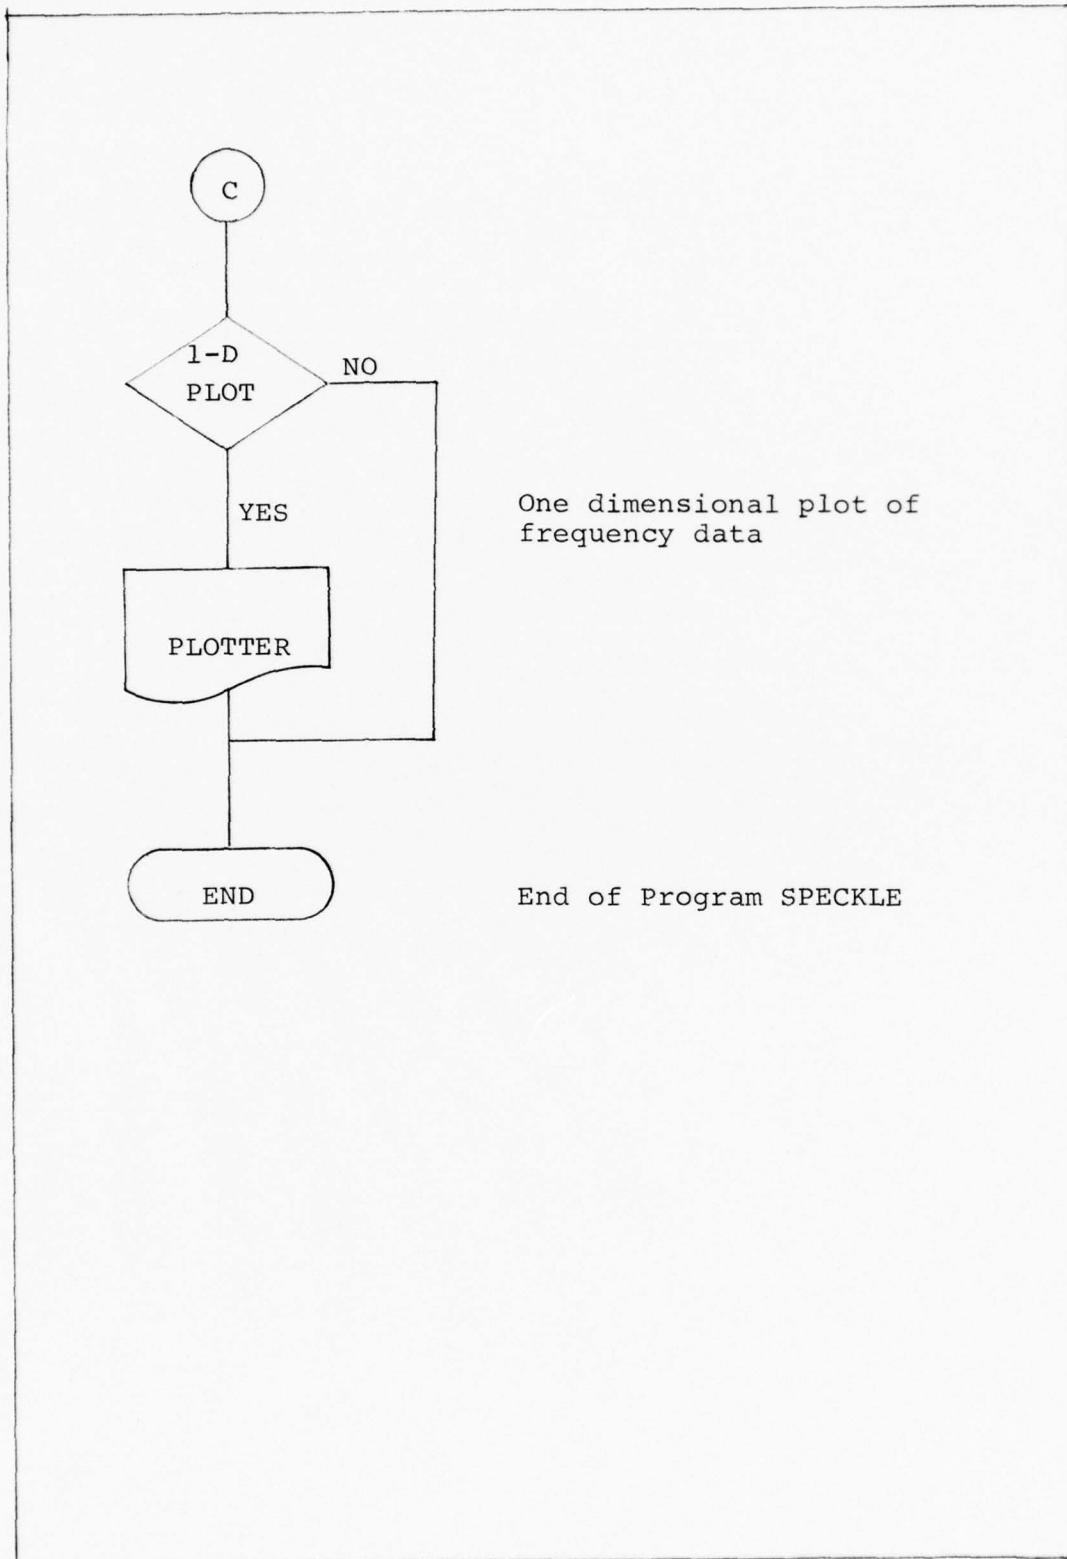 C
1-D
PLOT
NO
YES
One dimensional plot of
frequency data
PLOTTER
END
End of Program SPECKLE